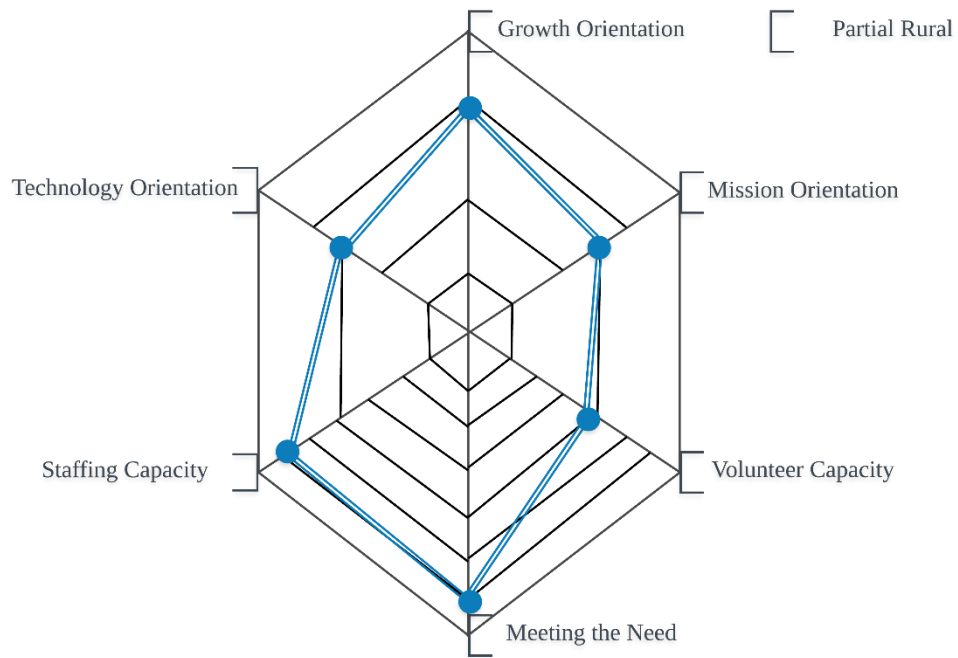 Growth Orientation
Partial Rural
Technology Orientation
Mission Orientation
Staffing Capacity
Volunteer Capacity
Meeting the Need